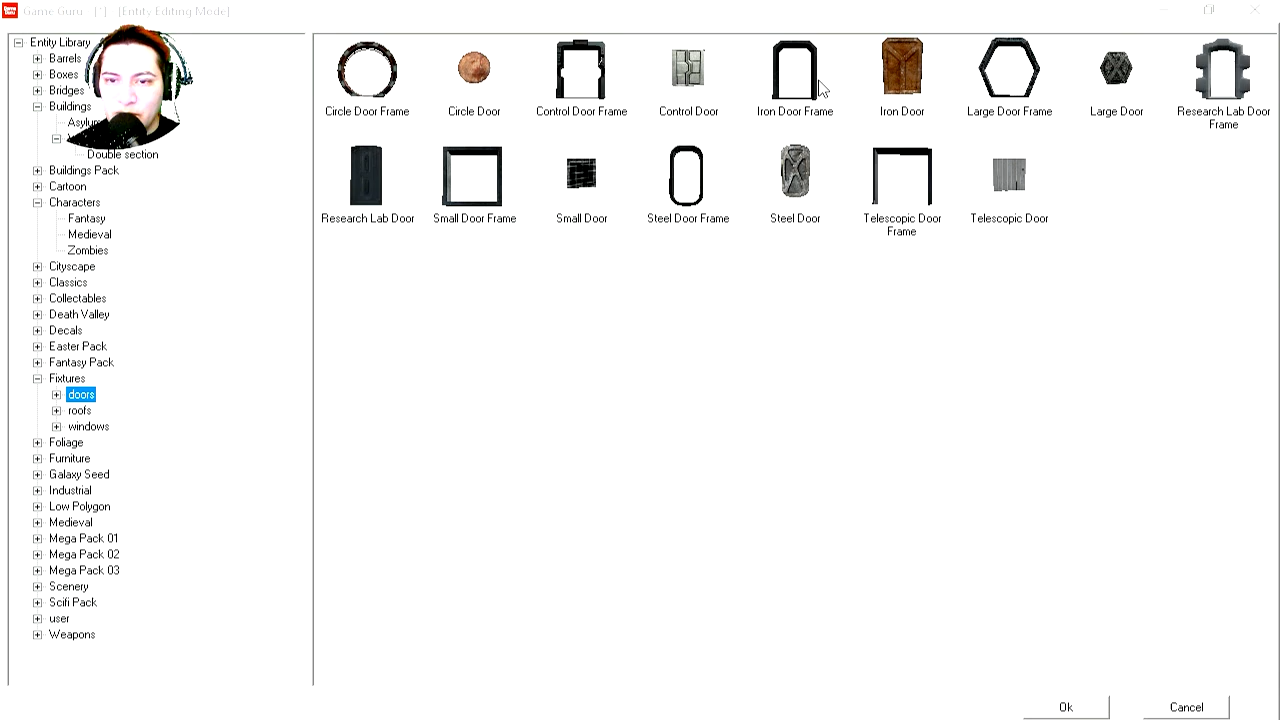 Game Guru [*] [Entity Editing Mode]
Entity Library
Barrels
Boxes
Bridges
Buildings
Double section
Buildings Pack
Cartoon
Characters
Fantasy
Medieval
Zombies
Cityscape
Classics
Collectables
Death Valley
Decals
Easter Pack
Fantasy Pack
Fixtures
doors
roofs
windows
Foliage
Furniture
Galaxy Seed
Industrial
Low Polygon
Medieval
Mega Pack 01
Mega Pack 02
Mega Pack 03
Scenery
Scifi Pack
user
Weapons
Circle Door Frame
Circle Door
Control Door Frame
Control Door
Iron Door Frame
Iron Door
Large Door Frame
Large Door
Research Lab Door
Frame
Research Lab Door
Small Door Frame
Small Door
Steel Door Frame
Steel Door
Telescopic Door
Frame
Telescopic Door
Ok
Cancel